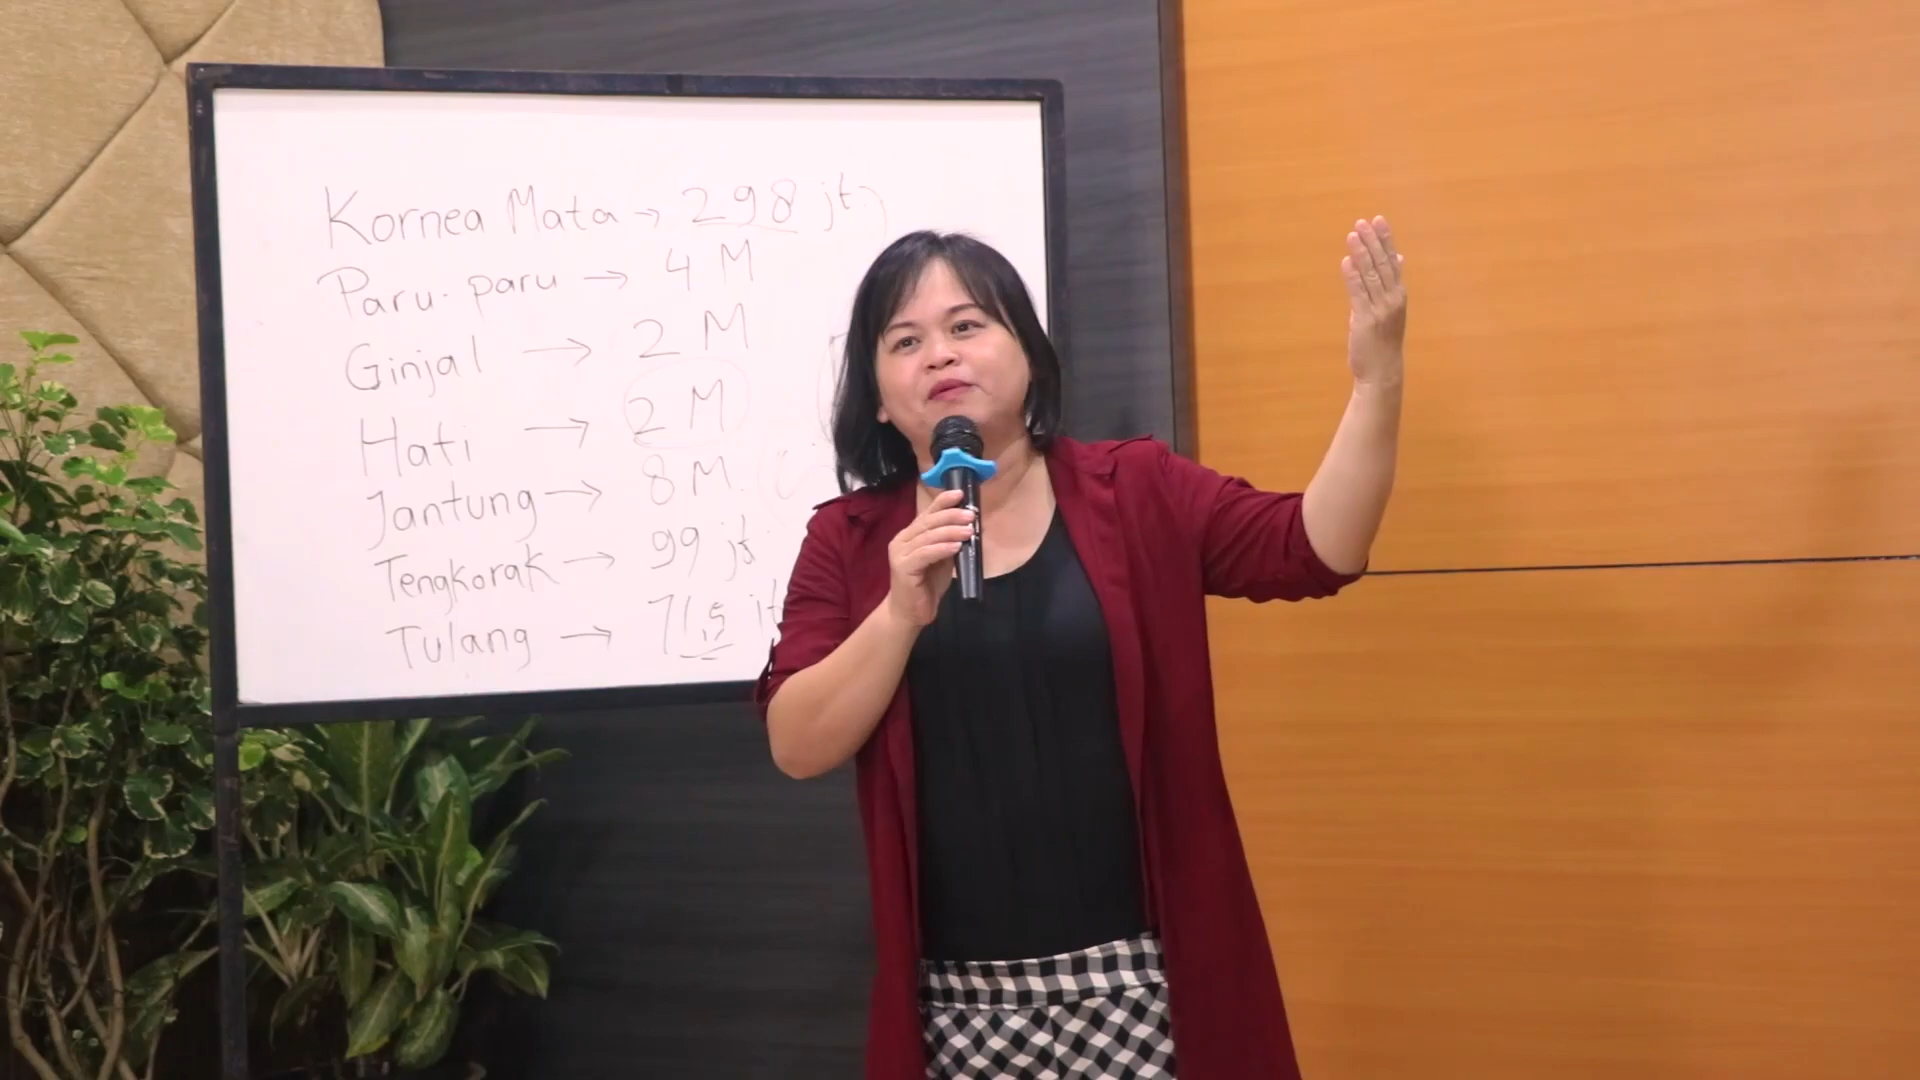 Kornea Mata → 298 jt
Paru-paru → 4 M
Ginjal → 2 M
Hati → 2 M
Jantung → 8 M
Tengkorak → 99 jt
Tulang → 71,5 jt